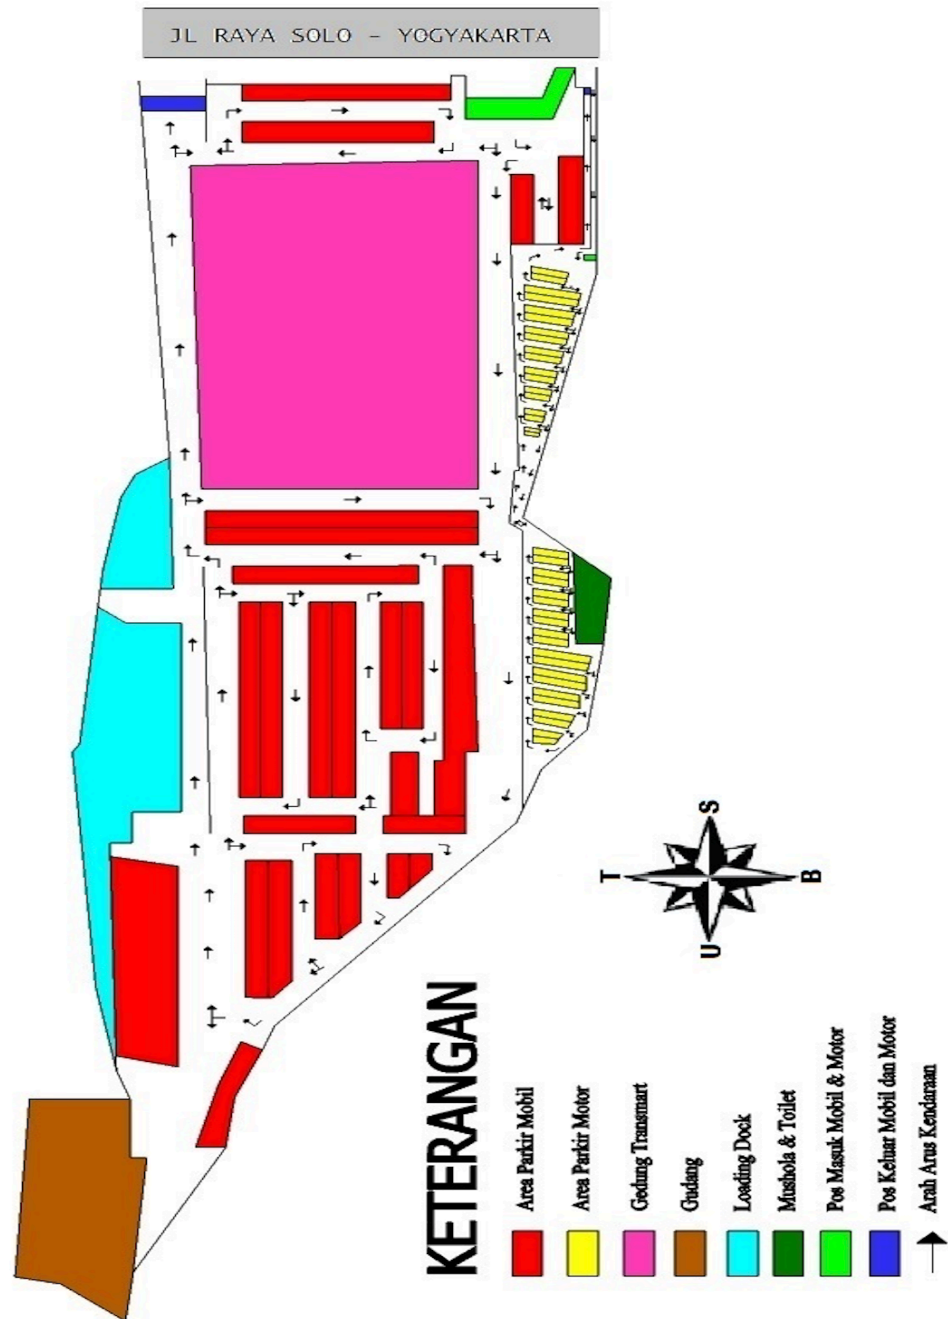 JL RAYA SOLO - YOGYAKARTA
S
T
B
U
KETERANGAN
Area Parkir Mobil
Area Parkir Motor
Gedung Transmart
Gudang
Loading Dock
Mushola & Toilet
Pos Masuk Mobil & Motor
Pos Keluar Mobil dan Motor
Arah Arus Kendaraan